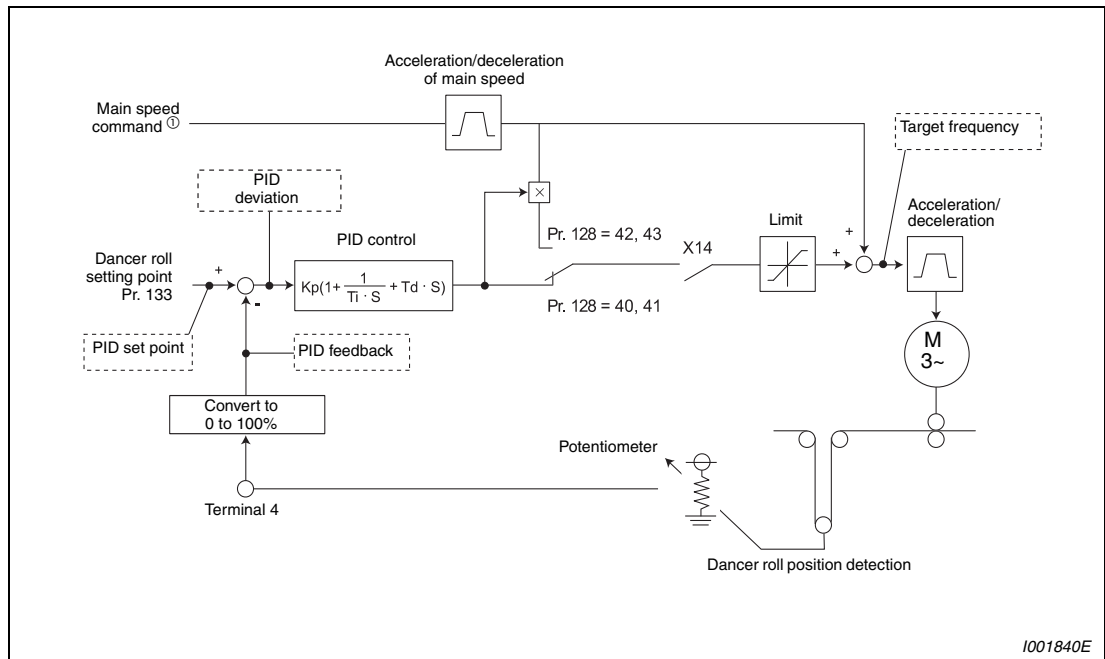 Acceleration/deceleration
of main speed
Main speed
command ①
Target frequency
PID
deviation
Acceleration/
deceleration
Limit
PID control
Pr. 128 = 42, 43
X14
+
+
Dancer roll
setting point
Pr. 133
+
-
Kp(1+ 1/Ti · S + Td · S)
Pr. 128 = 40, 41
×
PID set point
PID feedback
M
3~
Convert to
0 to 100%
Potentiometer
Terminal 4
Dancer roll position detection
I001840E